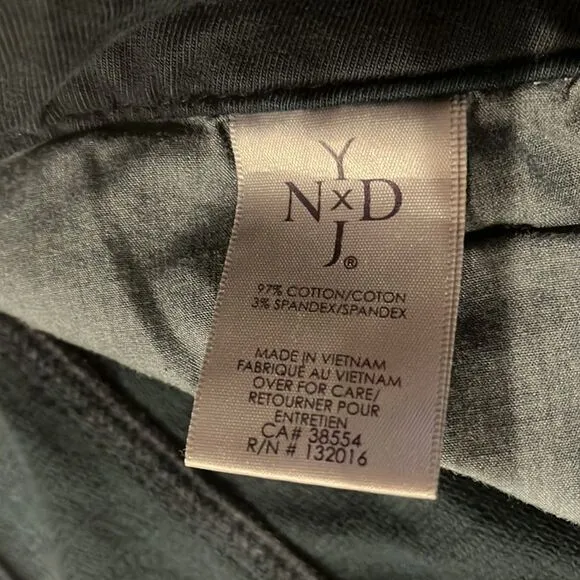 Y
N x D
J®
97% COTTON/COTON
3% SPANDEX/SPANDEX
MADE IN VIETNAM
FABRIQUÉ AU VIETNAM
OVER FOR CARE/
RETOURNER POUR
ENTRETIEN
CA# 38554
R/N # 132016